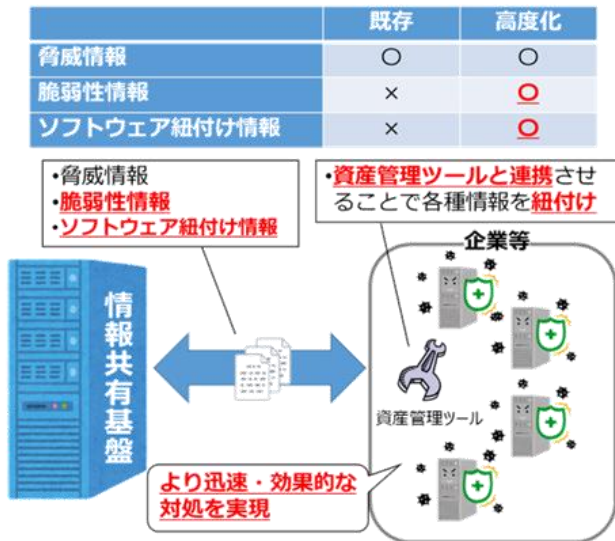 既存 高度化
脅威情報 〇 〇
脆弱性情報 × 〇
ソフトウェア紐付け情報 × 〇
・脅威情報
・脆弱性情報
・ソフトウェア紐付け情報
・資産管理ツールと連携させ
ることで各種情報を紐付け
企業等
情報共有基盤
資産管理ツール
より迅速・効果的な
対処を実現